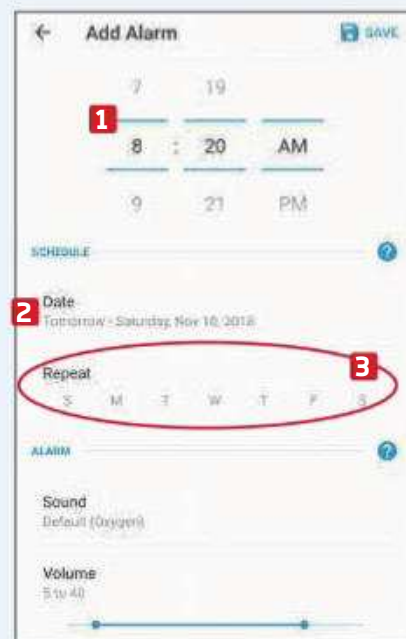 ← Add Alarm SAVE
7 19
1
8 : 20 AM
9 21 PM
SCHEDULE ?
Date
2
Tomorrow - Saturday, Nov 10, 2018
3
Repeat
S M T W T F S
ALARM ?
Sound
Default (Oxygen)
Volume
5 to 40